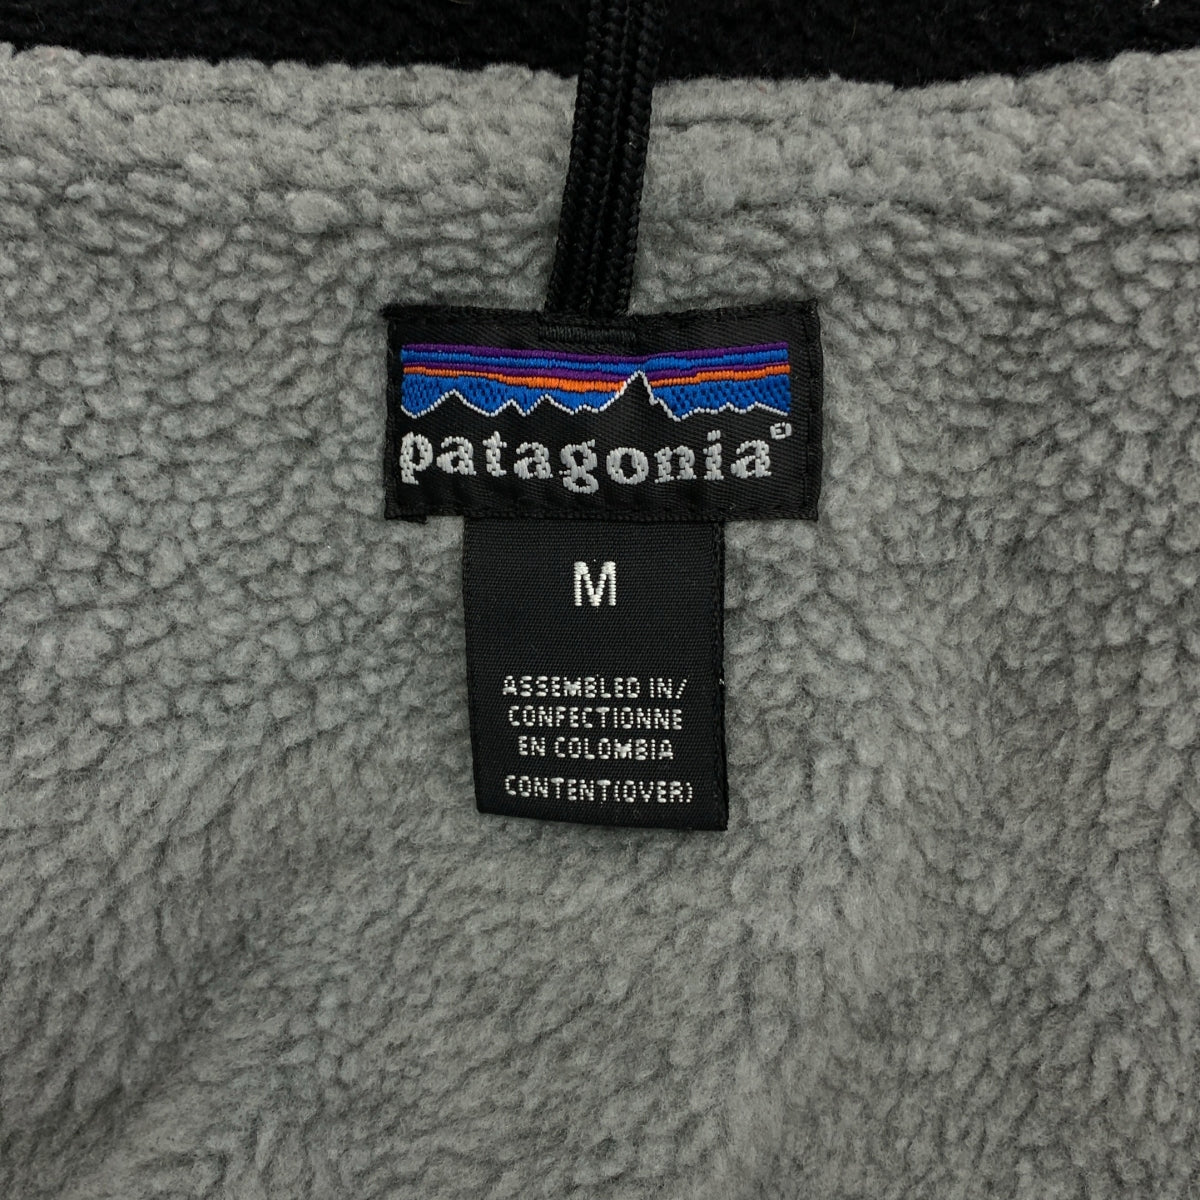 patagonia®
M
ASSEMBLED IN/
CONFECTIONNE
EN COLOMBIA
CONTENT(OVER)